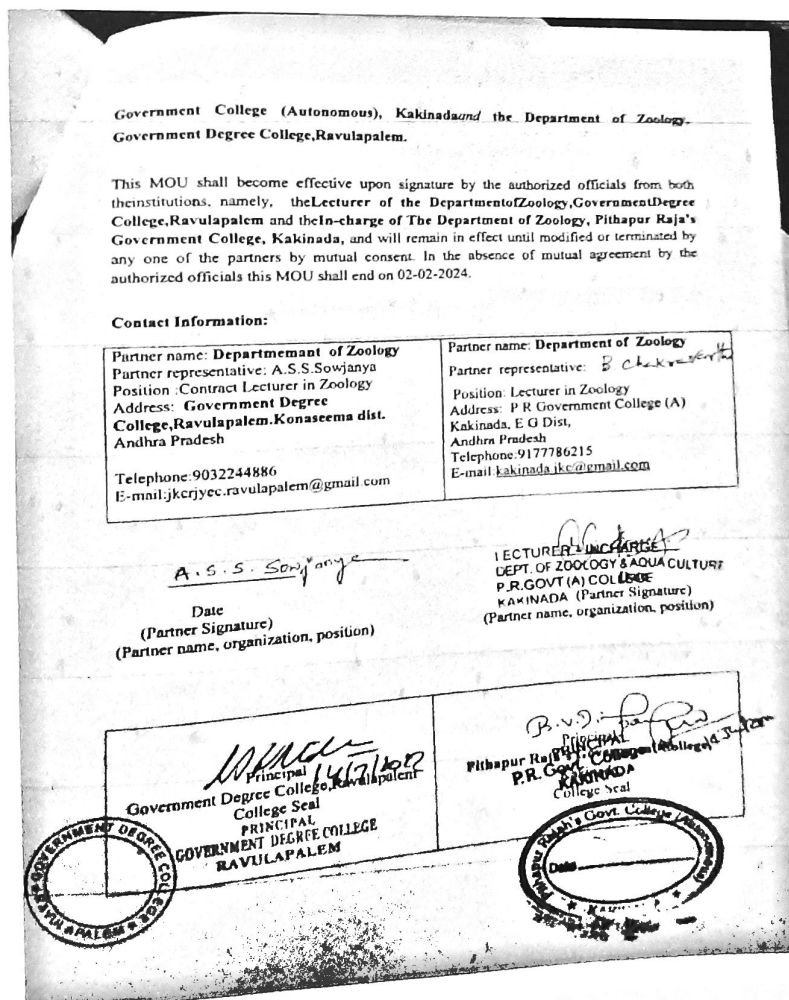 Government College (Autonomous), Kakinadaand the Department of Zoology,
Government Degree College,Ravulapalem.
This MOU shall become effective upon signature by the authorized officials from both
theinstitutions, namely, theLecturer of the DepartmentofZoology,GovernmentDegree
College,Ravulapalem and theIn-charge of The Department of Zoology, Pithapur Raja's
Government College, Kakinada, and will remain in effect until modified or terminated by
any one of the partners by mutual consent. In the absence of mutual agreement by the
authorized officials this MOU shall end on 02-02-2024.
Contact Information:
Partner name: Departmemant of Zoology
Partner representative: A.S.S.Sowjanya
Position :Contract Lecturer in Zoology
Address: Government Degree
College,Ravulapalem.Konaseema dist.
Andhra Pradesh
Telephone:9032244886
E-mail:jkcrjyec.ravulapalem@gmail.com
Partner name: Department of Zoology
Partner representative: B
Position: Lecturer in Zoology
Address: P R Government College (A)
Kakinada, E G Dist,
Andhra Pradesh
Telephone:9177786215
E-mail:kakinada.jkc@gmail.com
A.S.S. Sowjanya
Date
(Partner Signature)
(Partner name, organization, position)
LECTURER - INCHARGE
DEPT. OF ZOOLOGY & AQUA CULTURE
P.R.GOVT (A) COLLEGE
KAKINADA (Partner Signature)
(Partner name, organization, position)
Principal
Government Degree College,Ravulapalem
College Seal
PRINCIPAL
GOVERNMENT DEGREE COLLEGE
RAVULAPALEM
GOVERNMENT DEGREE COLLEGE
RAVULAPALEM
Principal
PRINCIPAL
P.R. Govt. College
KAKINADA
College Seal
Pithapur Rajah's Govt. College (Autonomous)
Date